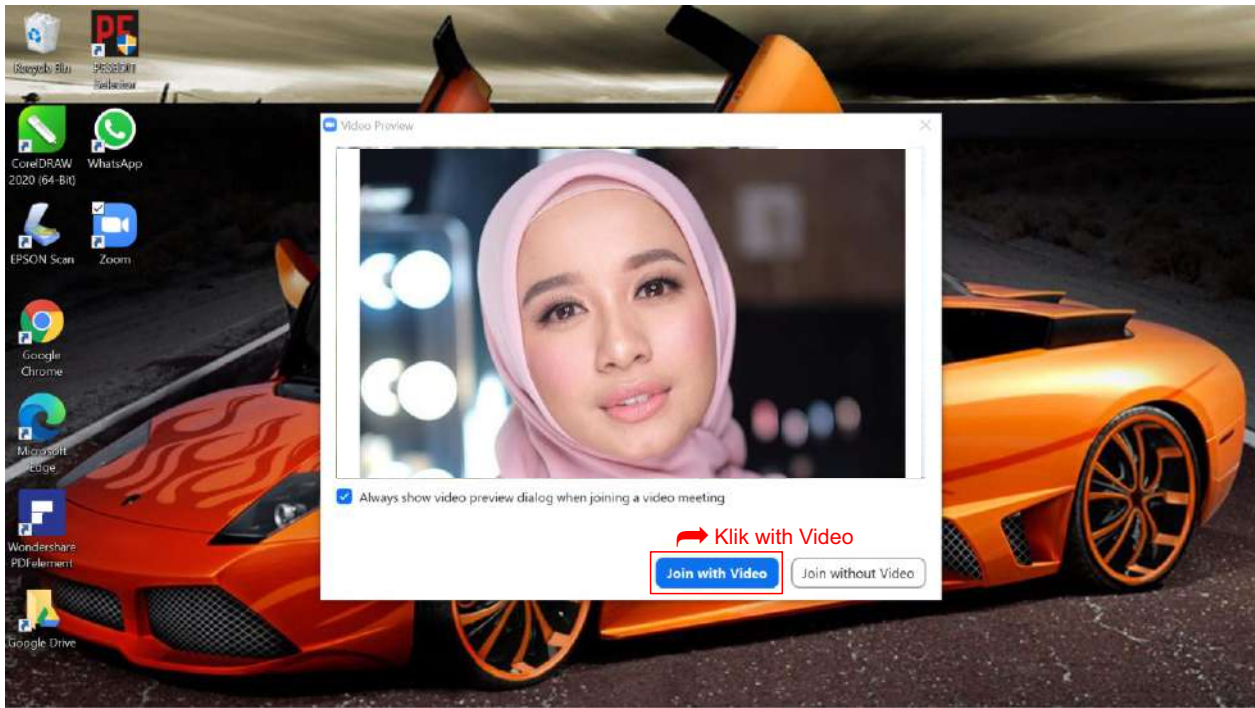 Recycle Bin
PESEDIT
Selector
CorelDRAW
2020 (64-Bit)
WhatsApp
EPSON Scan
Zoom
Google
Chrome
Microsoft
Edge
Wondershare
PDFelement
Google Drive
Video Preview
Always show video preview dialog when joining a video meeting
Klik with Video
Join with Video
Join without Video